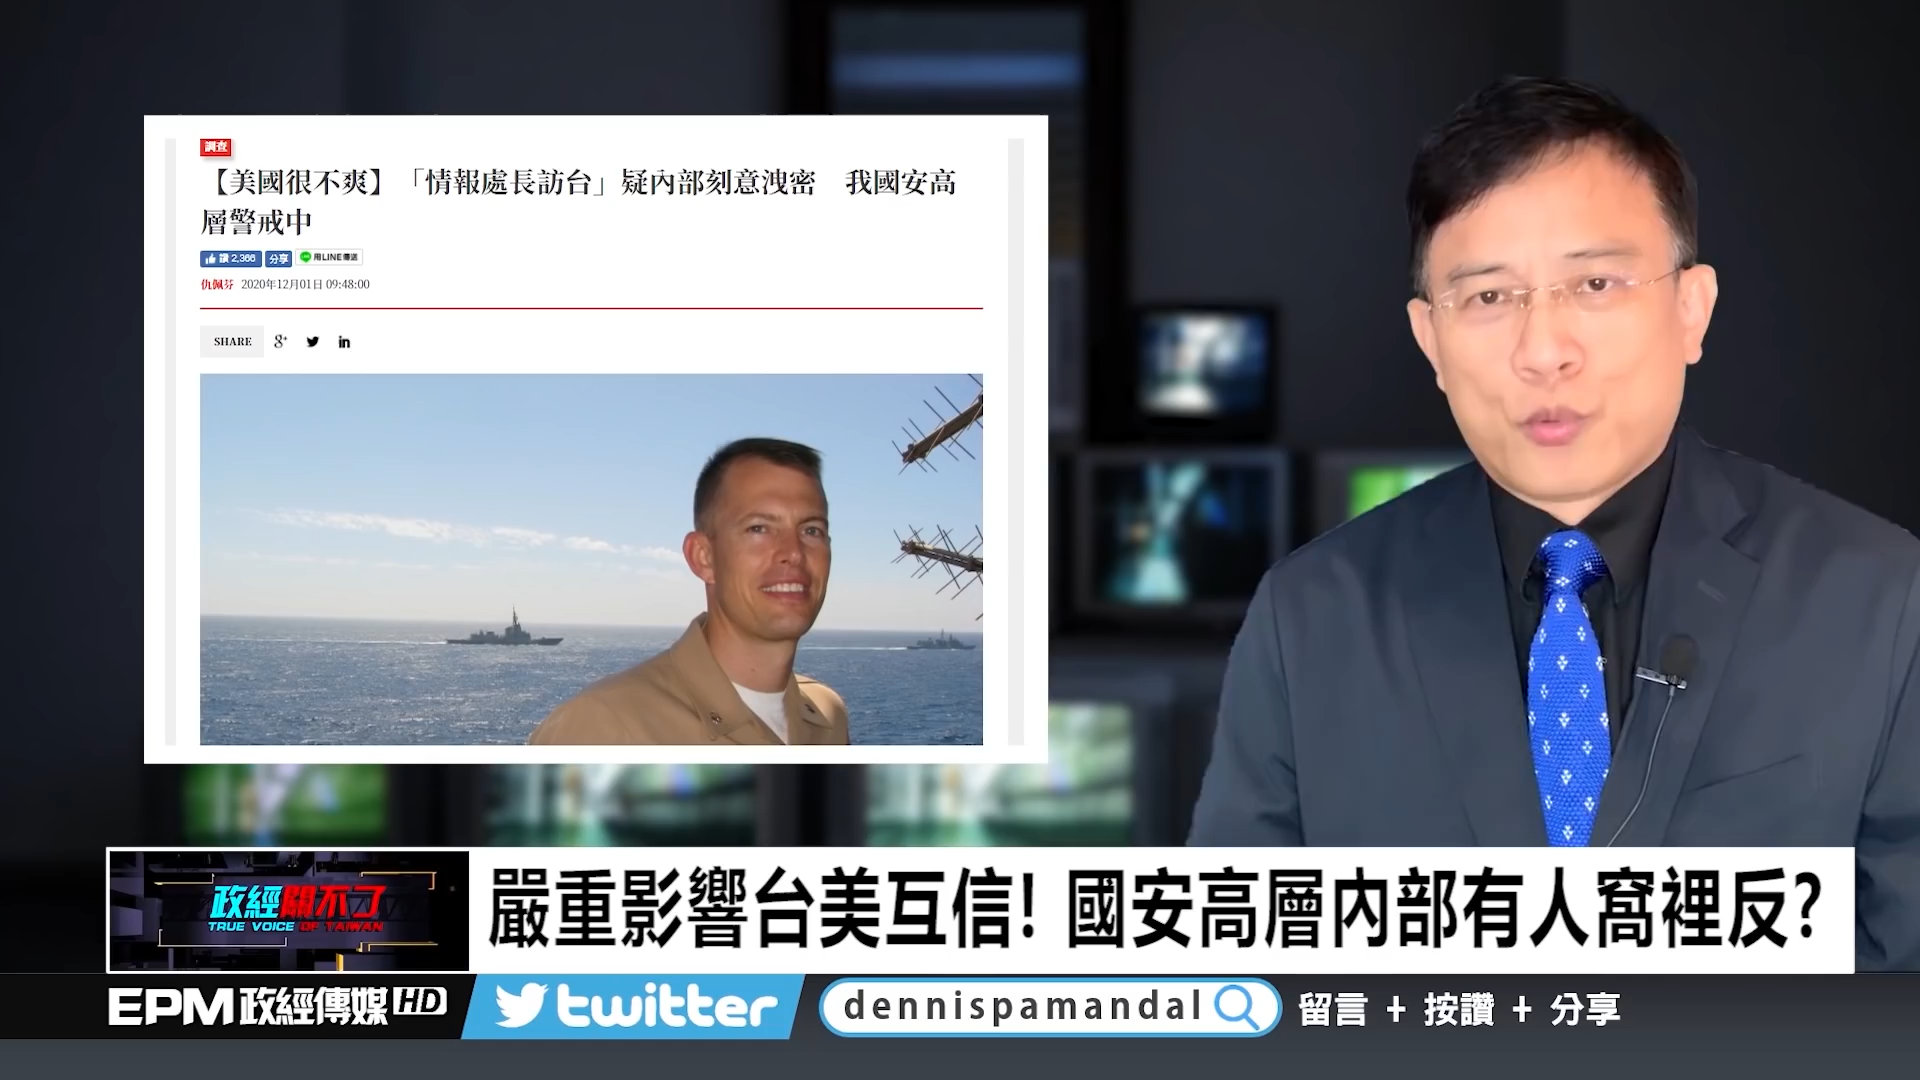 調查
【美國很不爽】「情報處長訪台」疑內部刻意洩密　我國安高
層警戒中
讚 2,366 分享 用LINE傳送
仇佩芬 2020年12月01日 09:48:00
SHARE 8+ in
政經關不了
TRUE VOICE OF TAIWAN
嚴重影響台美互信! 國安高層內部有人窩裡反?
EPM政經傳媒HD
twitter
dennispamandal
留言 + 按讚 + 分享